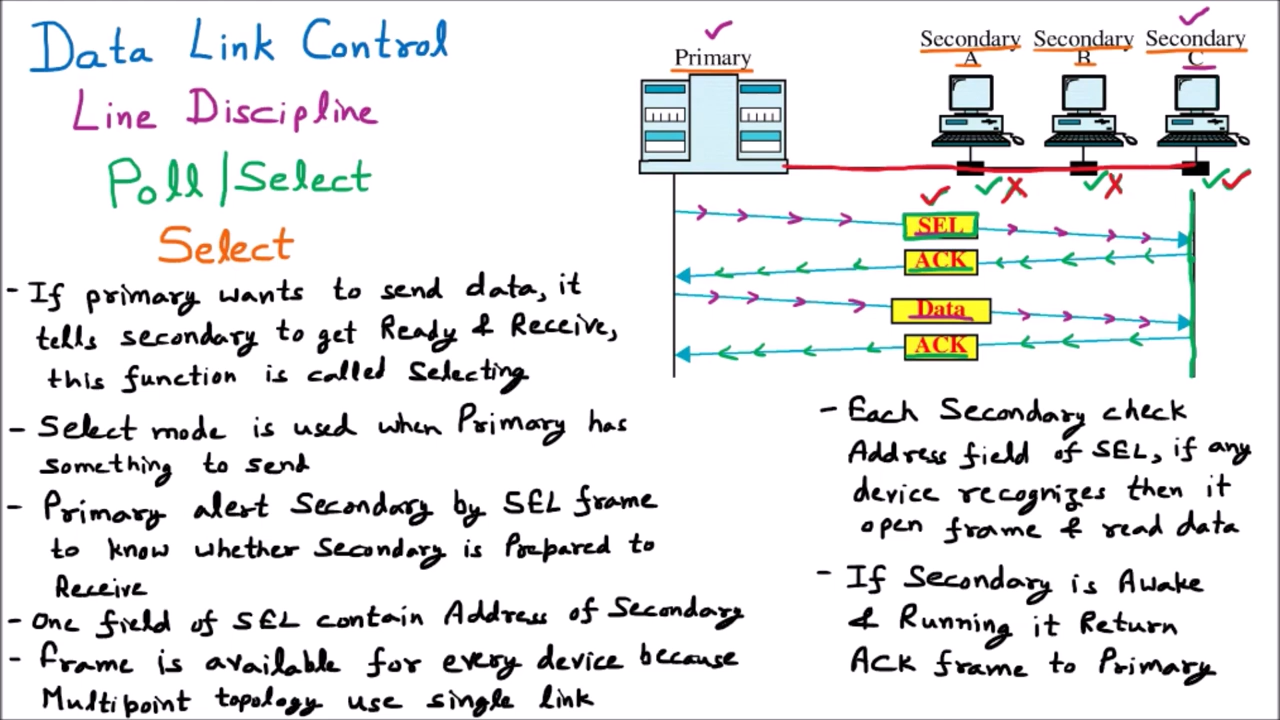 Data Link Control
Line Discipline
Poll/Select
Select
- If primary wants to send data, it
tells secondary to get Ready & Receive,
this function is called Selecting
- Select mode is used when Primary has
something to send
- Primary alert Secondary by SEL frame
to know whether Secondary is Prepared to
Receive
- One field of SEL contain Address of Secondary
- Frame is available for every device because
Multipoint topology use single link
Primary
Secondary
A
Secondary
B
Secondary
C
SEL
ACK
Data
ACK
- Each Secondary check
Address field of SEL, if any
device recognizes then it
open frame & read data
- If Secondary is Awake
& Running it Return
ACK frame to Primary